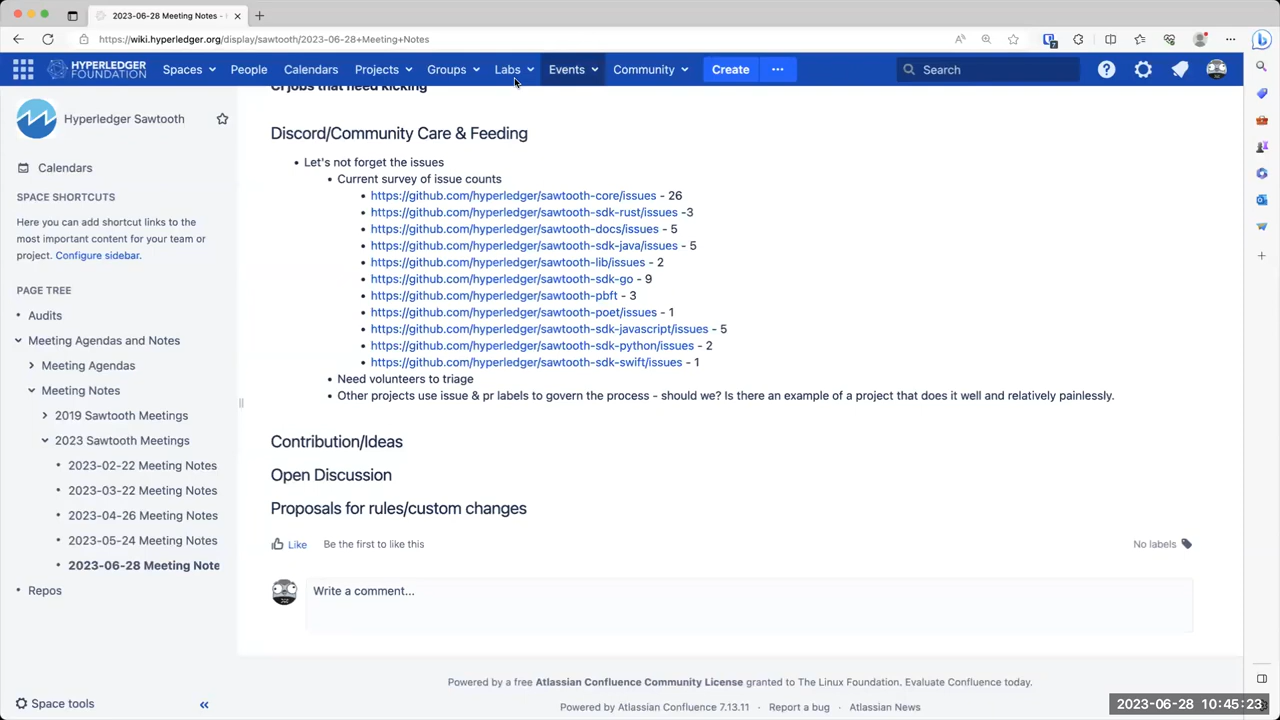 2023-06-28 Meeting Notes -
https://wiki.hyperledger.org/display/sawtooth/2023-06-28+Meeting+Notes
HYPERLEDGER FOUNDATION
Spaces People Calendars Projects Groups Labs Events Community Create ··· Search
CI jobs that need kicking
Hyperledger Sawtooth
Calendars
SPACE SHORTCUTS
Here you can add shortcut links to the
most important content for your team or
project. Configure sidebar.
PAGE TREE
Audits
Meeting Agendas and Notes
Meeting Agendas
Meeting Notes
2019 Sawtooth Meetings
2023 Sawtooth Meetings
2023-02-22 Meeting Notes
2023-03-22 Meeting Notes
2023-04-26 Meeting Notes
2023-05-24 Meeting Notes
2023-06-28 Meeting Note
Repos
Space tools
Discord/Community Care & Feeding
Let's not forget the issues
Current survey of issue counts
https://github.com/hyperledger/sawtooth-core/issues - 26
https://github.com/hyperledger/sawtooth-sdk-rust/issues -3
https://github.com/hyperledger/sawtooth-docs/issues - 5
https://github.com/hyperledger/sawtooth-sdk-java/issues - 5
https://github.com/hyperledger/sawtooth-lib/issues - 2
https://github.com/hyperledger/sawtooth-sdk-go - 9
https://github.com/hyperledger/sawtooth-pbft - 3
https://github.com/hyperledger/sawtooth-poet/issues - 1
https://github.com/hyperledger/sawtooth-sdk-javascript/issues - 5
https://github.com/hyperledger/sawtooth-sdk-python/issues - 2
https://github.com/hyperledger/sawtooth-sdk-swift/issues - 1
Need volunteers to triage
Other projects use issue & pr labels to govern the process - should we? Is there an example of a project that does it well and relatively painlessly.
Contribution/Ideas
Open Discussion
Proposals for rules/custom changes
Like Be the first to like this No labels
Write a comment...
Powered by a free Atlassian Confluence Community License granted to The Linux Foundation. Evaluate Confluence today.
Powered by Atlassian Confluence 7.13.11 · Report a bug · Atlassian News
2023-06-28 10:45:23